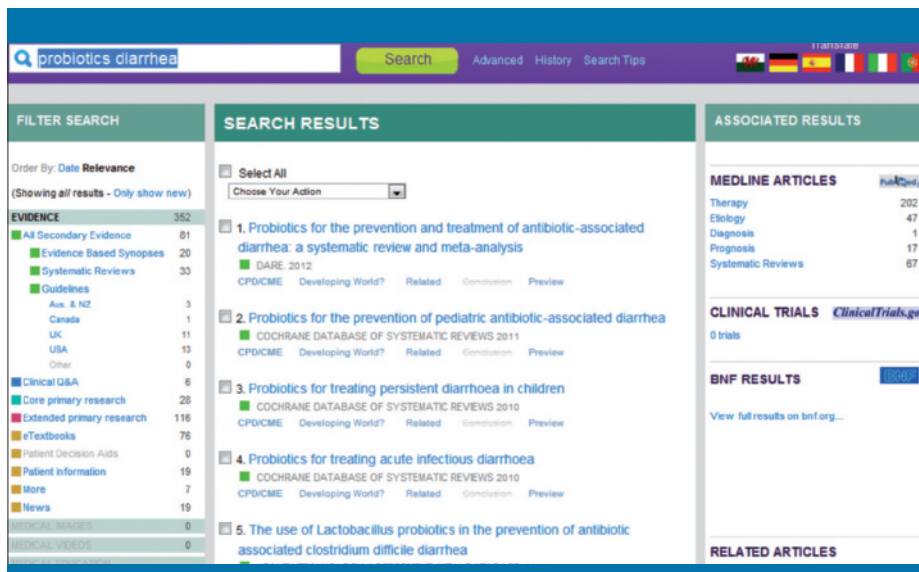 probiotics diarrhea
Search
Advanced History Search Tips
Translate
FILTER SEARCH
Order By: Date Relevance
(Showing all results - Only show new)
EVIDENCE 352
All Secondary Evidence 81
Evidence Based Synopses 20
Systematic Reviews 33
Guidelines
Aus. & NZ 3
Canada 1
UK 11
USA 13
Other 0
Clinical Q&A 6
Core primary research 28
Extended primary research 116
eTextbooks 76
Patient Decision Aids 0
Patient Information 19
More 7
News 19
MEDICAL IMAGES 0
MEDICAL VIDEOS 0
MEDICAL EDUCATION
SEARCH RESULTS
Select All
Choose Your Action
1. Probiotics for the prevention and treatment of antibiotic-associated
diarrhea: a systematic review and meta-analysis
DARE. 2012
CPD/CME Developing World? Related Conclusion Preview
2. Probiotics for the prevention of pediatric antibiotic-associated diarrhea
COCHRANE DATABASE OF SYSTEMATIC REVIEWS 2011
CPD/CME Developing World? Related Conclusion Preview
3. Probiotics for treating persistent diarrhoea in children
COCHRANE DATABASE OF SYSTEMATIC REVIEWS 2010
CPD/CME Developing World? Related Conclusion Preview
4. Probiotics for treating acute infectious diarrhoea
COCHRANE DATABASE OF SYSTEMATIC REVIEWS 2010
CPD/CME Developing World? Related Conclusion Preview
5. The use of Lactobacillus probiotics in the prevention of antibiotic
associated clostridium difficile diarrhea
ASSOCIATED RESULTS
MEDLINE ARTICLES
Therapy 202
Etiology 47
Diagnosis 1
Prognosis 17
Systematic Reviews 67
CLINICAL TRIALS ClinicalTrials.go
0 trials
BNF RESULTS BNF
View full results on bnf.org...
RELATED ARTICLES